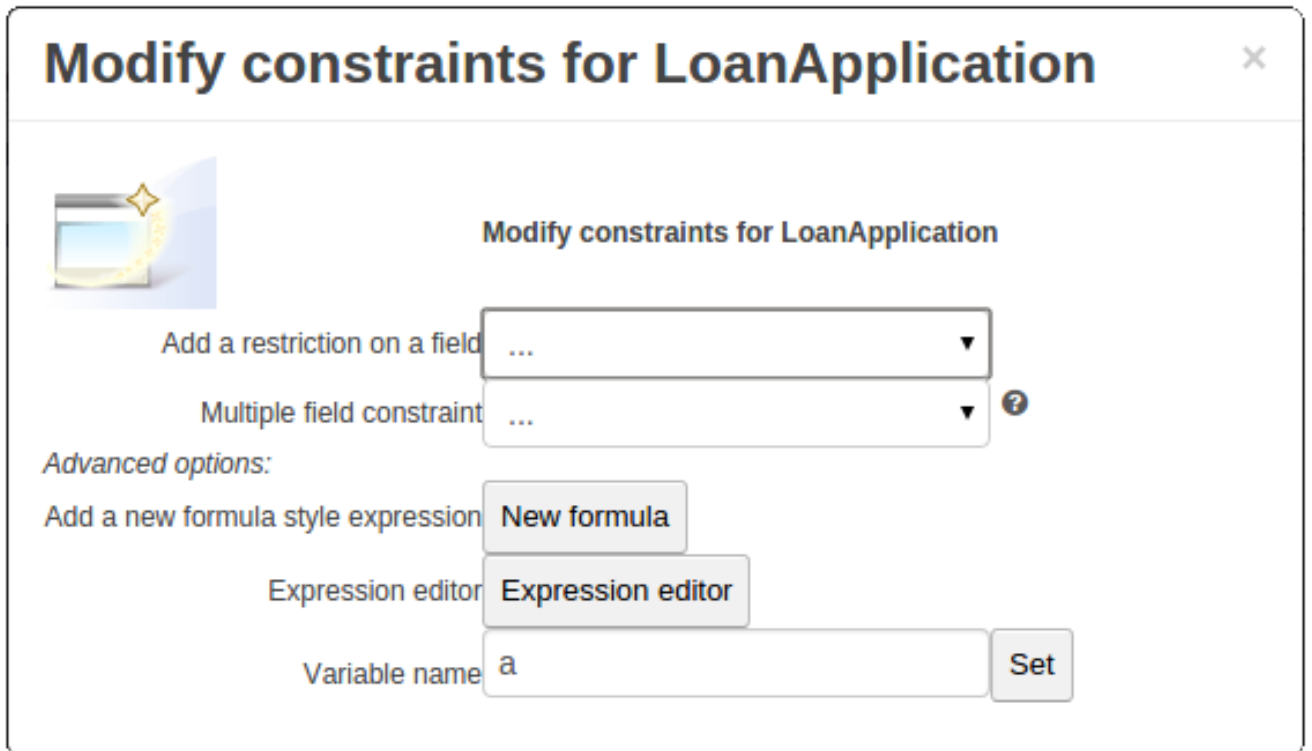 Modify constraints for LoanApplication ×
Modify constraints for LoanApplication
Add a restriction on a field ...
Multiple field constraint ... ?
Advanced options:
Add a new formula style expression New formula
Expression editor Expression editor
Variable name a Set